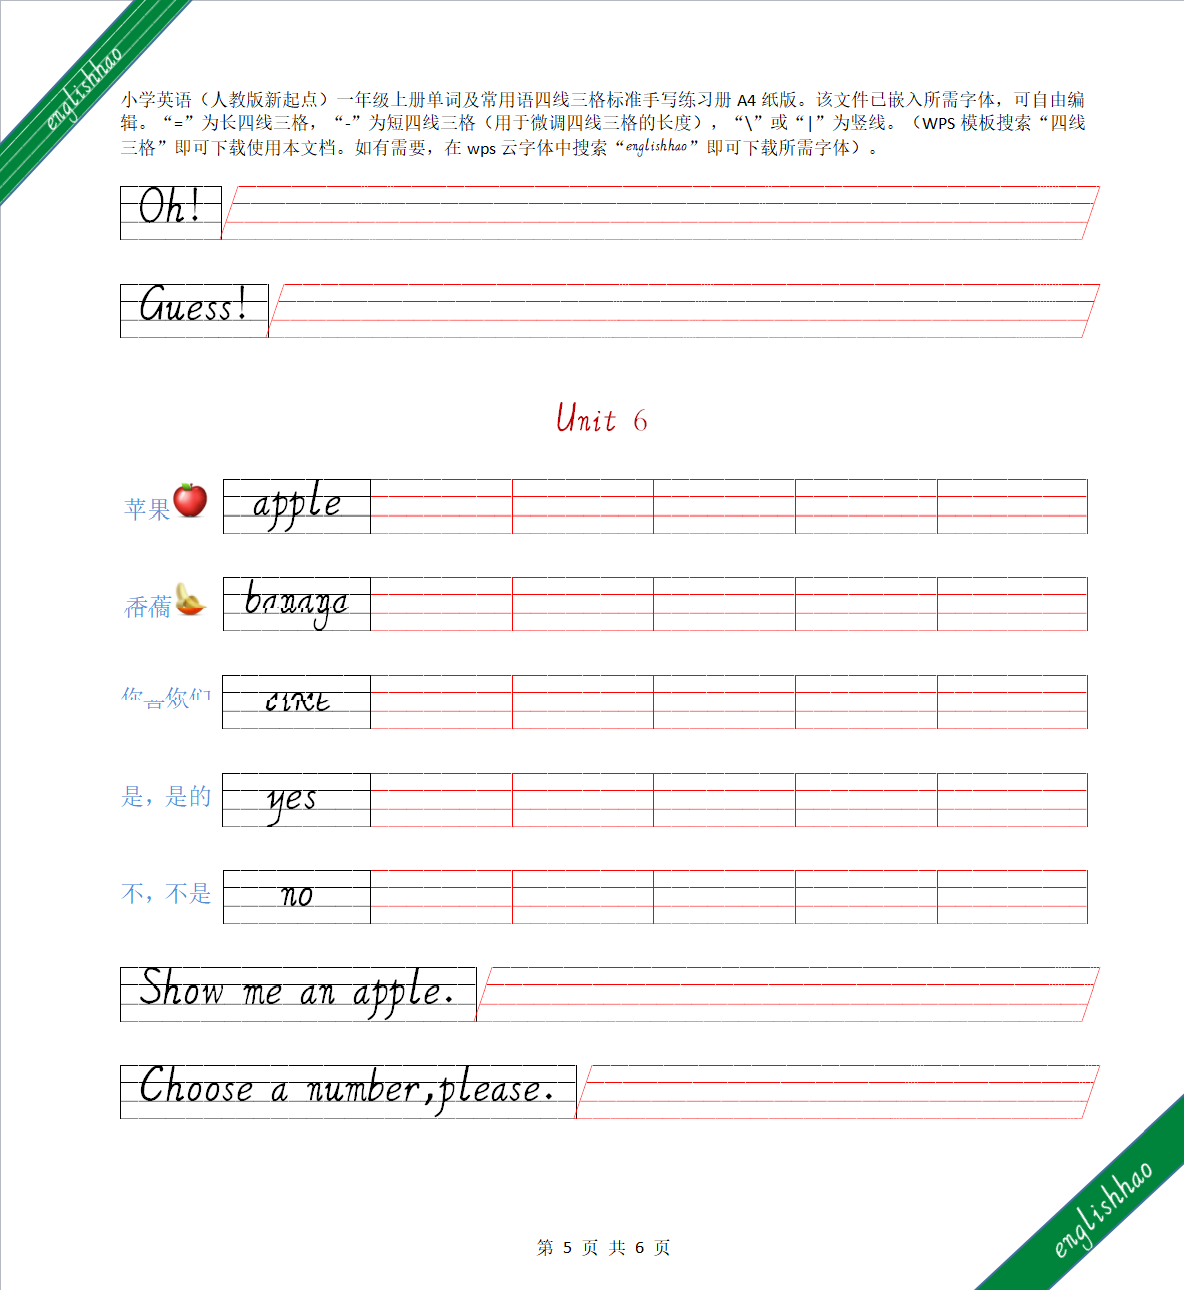 englishhao
小学英语（人教版新起点）一年级上册单词及常用语四线三格标准手写练习册 A4 纸版。该文件已嵌入所需字体，可自由编
辑。“=”为长四线三格，“-”为短四线三格（用于微调四线三格的长度），“\”或“|”为竖线。（WPS 模板搜索“四线
三格”即可下载使用本文档。如有需要，在 wps 云字体中搜索“englishhao”即可下载所需字体）。
Oh!
Guess!
Unit 6
苹果 apple
yes
是，是的
不，不是 no
Show me an apple.
Choose a number,please.
englishhao
第 5 页 共 6 页